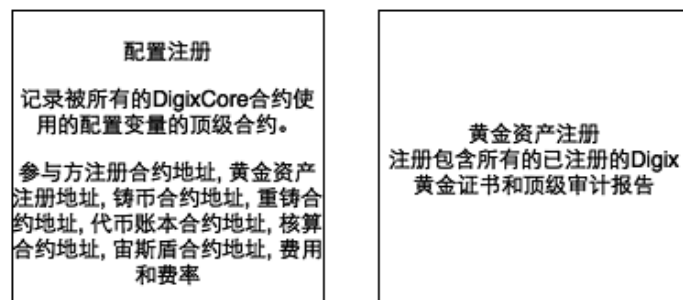 配置注册
记录被所有的DigixCore合约使
用的配置变量的顶级合约。
参与方注册合约地址, 黄金资产
注册地址, 铸币合约地址, 重铸合
约地址, 代币账本合约地址, 核算
合约地址, 宙斯盾合约地址, 费用
和费率
黄金资产注册
注册包含所有的已注册的Digix
黄金证书和顶级审计报告